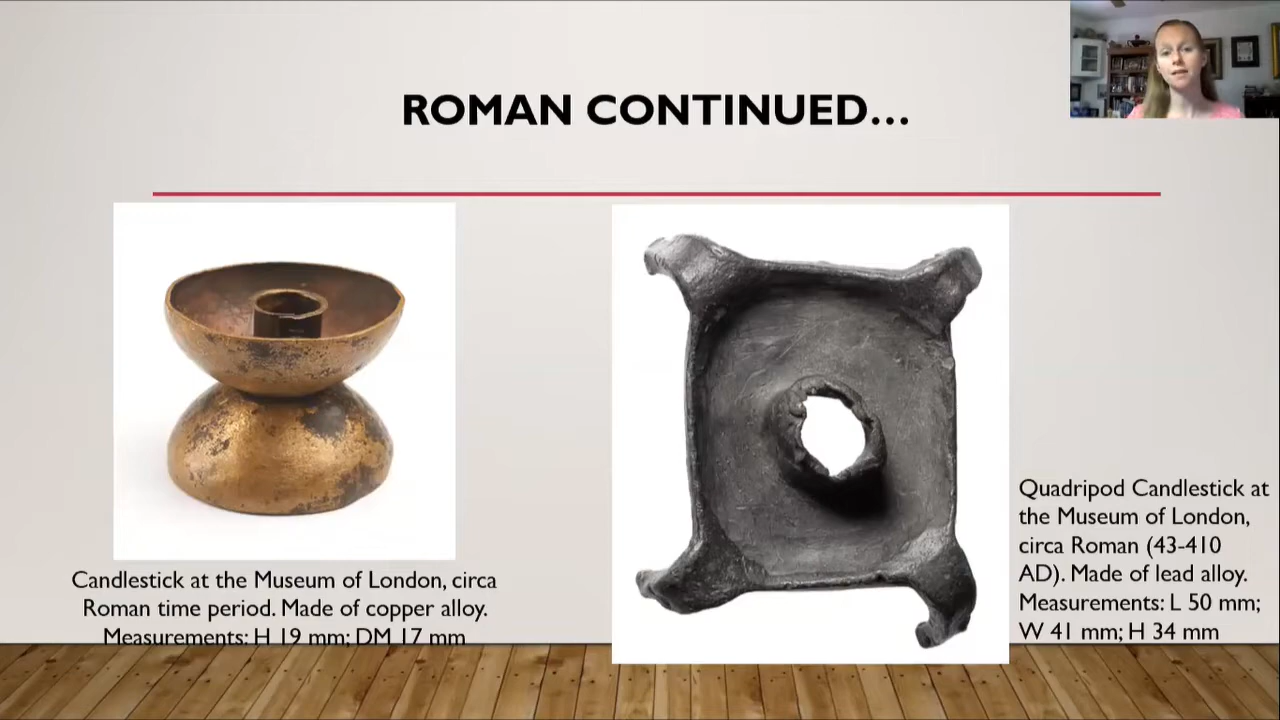 ROMAN CONTINUED...
Candlestick at the Museum of London, circa
Roman time period. Made of copper alloy.
Measurements: H 19 mm; DM 17 mm
Quadripod Candlestick at
the Museum of London,
circa Roman (43-410
AD). Made of lead alloy.
Measurements: L 50 mm;
W 41 mm; H 34 mm